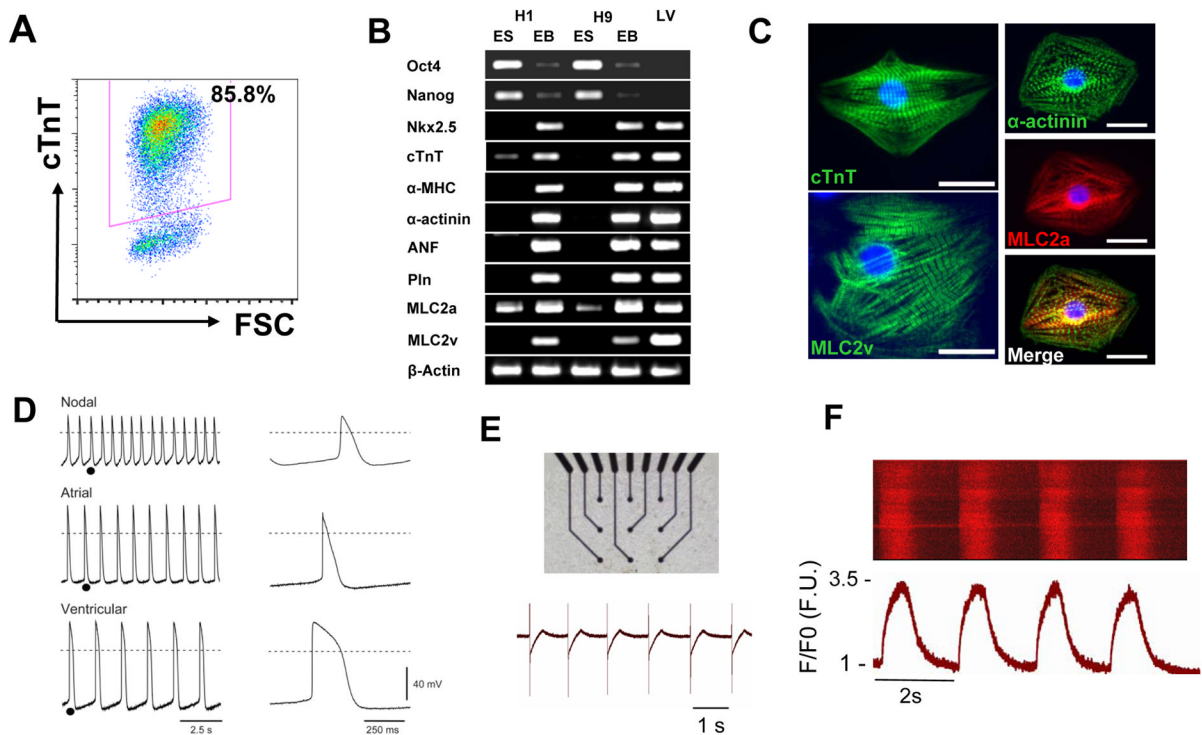 A
85.8%
cTnT
FSC
B
H1 H9 LV
ES EB ES EB
Oct4
Nanog
Nkx2.5
cTnT
α-MHC
α-actinin
ANF
Pln
MLC2a
MLC2v
β-Actin
C
cTnT
MLC2v
α-actinin
MLC2a
Merge
D
Nodal
Atrial
Ventricular
40 mV
2.5 s
250 ms
E
1 s
F
F/F0 (F.U.)
3.5 -
1 -
2s